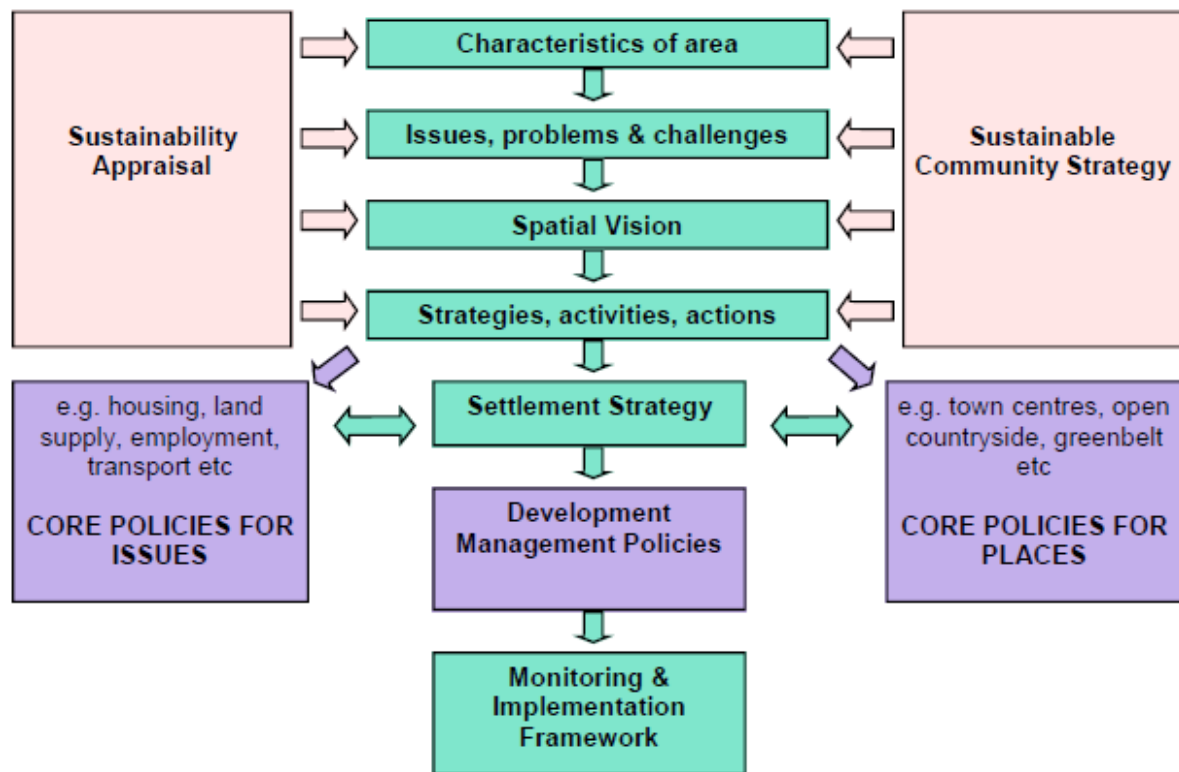 Characteristics of area
Sustainability
Appraisal
Issues, problems & challenges
Sustainable
Community Strategy
Spatial Vision
Strategies, activities, actions
e.g. housing, land
supply, employment,
transport etc
CORE POLICIES FOR
ISSUES
Settlement Strategy
e.g. town centres, open
countryside, greenbelt
etc
CORE POLICIES FOR
PLACES
Development
Management Policies
Monitoring &
Implementation
Framework